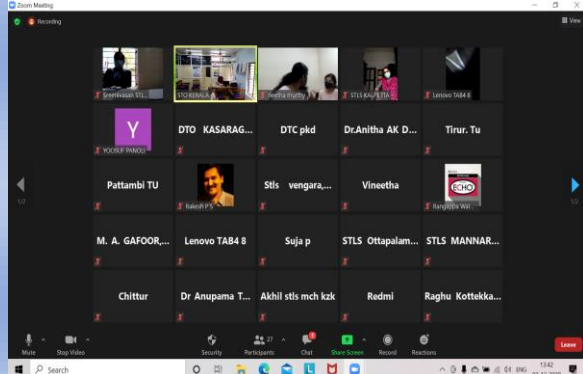 Zoom Meeting
Recording
View
Sreenivasan STL...
STO KERALA
Neetha murthy
STLS KALPETTA
Lenovo TAB4 8
Y
YOOSUF PANOLI
DTO KASARAG...
DTC pkd
Dr.Anitha AK D...
Tirur. Tu
Pattambi TU
Rakesh P S
Stls vengara,...
Vineetha
ECHO
1/2
1/2
M. A. GAFOOR,...
Lenovo TAB4 8
Suja p
STLS Ottapalam...
STLS MANNAR...
Chittur
Dr Anupama T...
Akhil stls mch kzk
Redmi
Raghu Kottekka...
27
1
Mute
Stop Video
Security
Participants
Chat
Share Screen
Record
Reactions
Leave
Search
ENG
13:42